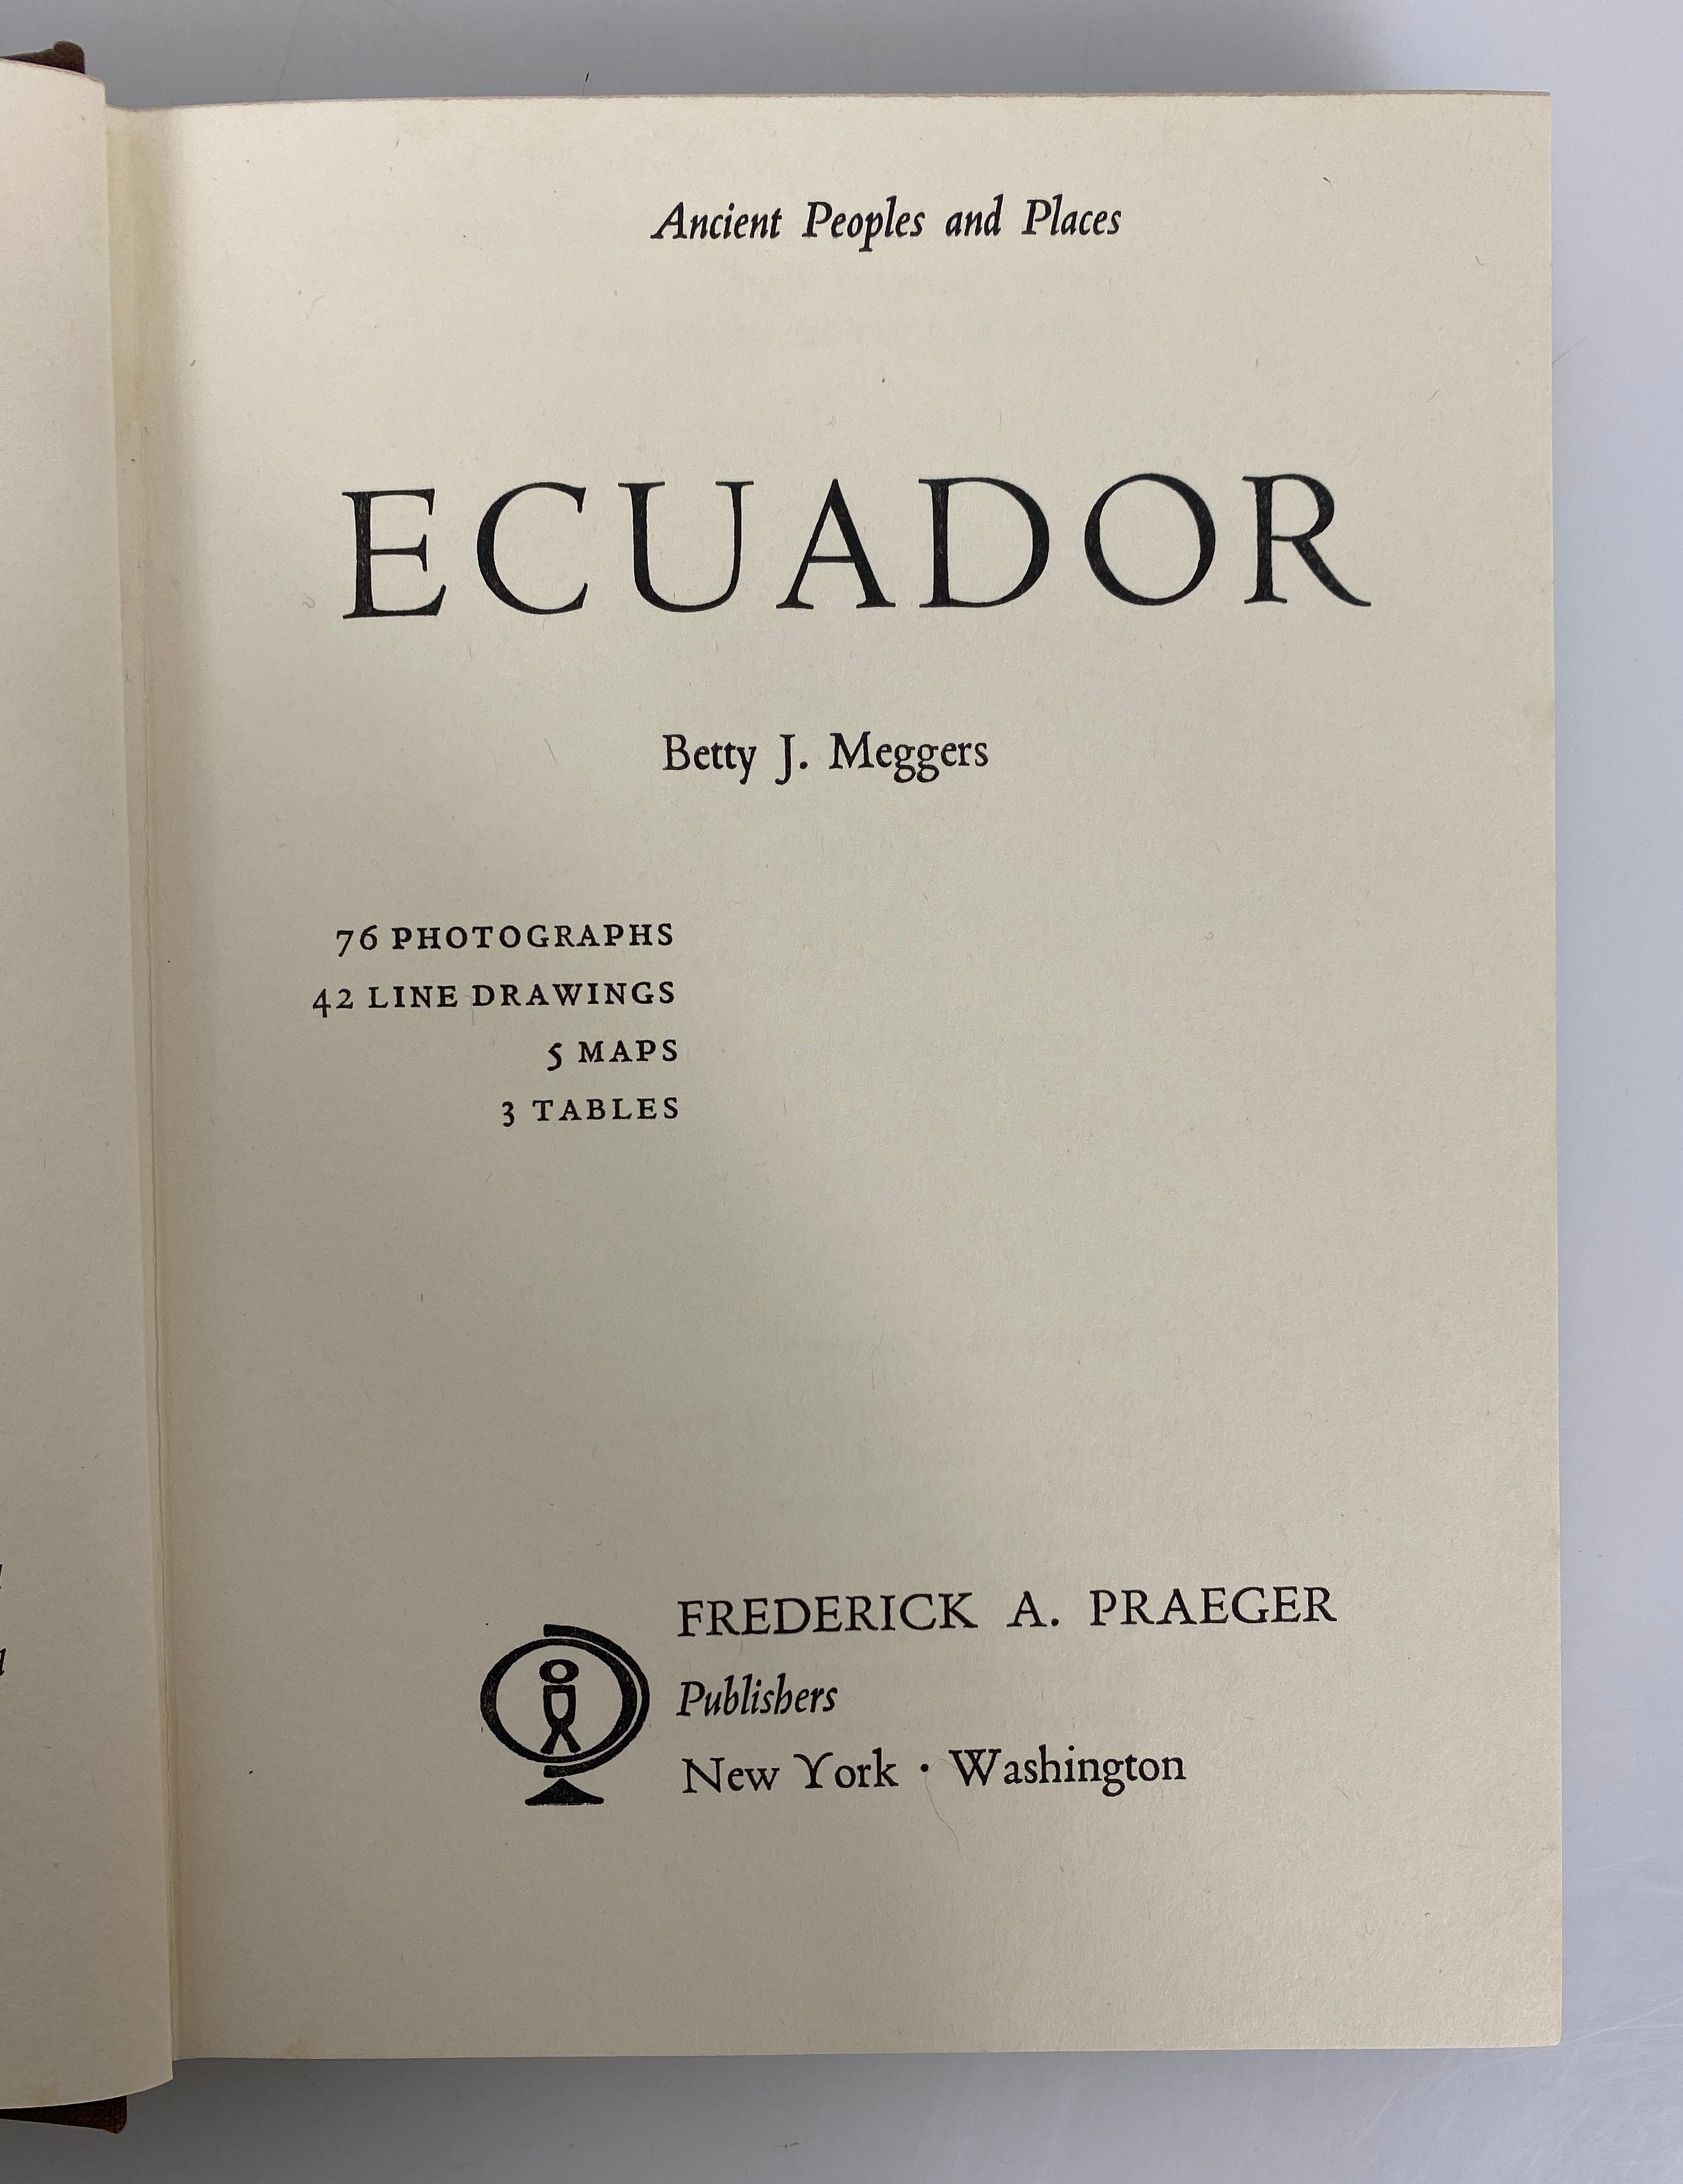 Ancient Peoples and Places
ECUADOR
Betty J. Meggers
76 PHOTOGRAPHS
42 LINE DRAWINGS
5 MAPS
3 TABLES
FREDERICK A. PRAEGER
Publishers
New York · Washington